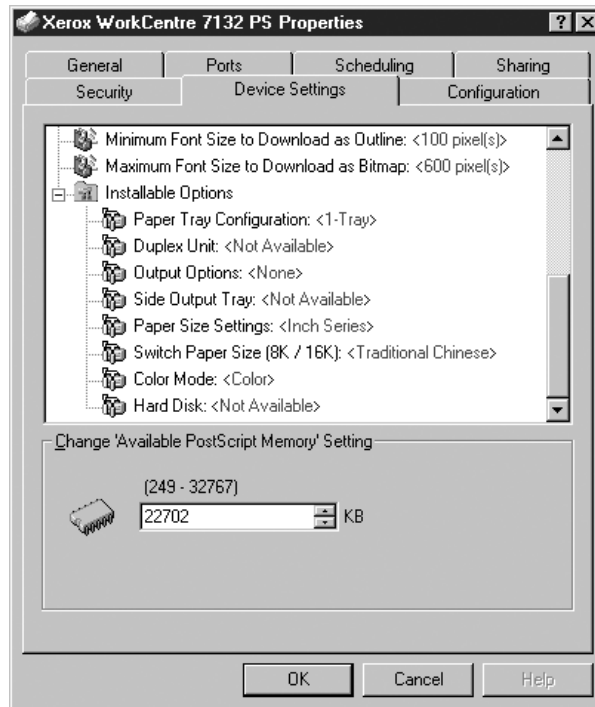 Xerox WorkCentre 7132 PS Properties
General Ports Scheduling Sharing
Security Device Settings Configuration
Minimum Font Size to Download as Outline: <100 pixel(s)>
Maximum Font Size to Download as Bitmap: <600 pixel(s)>
Installable Options
Paper Tray Configuration: <1-Tray>
Duplex Unit: <Not Available>
Output Options: <None>
Side Output Tray: <Not Available>
Paper Size Settings: <Inch Series>
Switch Paper Size (8K / 16K): <Traditional Chinese>
Color Mode: <Color>
Hard Disk: <Not Available>
Change 'Available PostScript Memory' Setting
(249 - 32767)
22702 KB
OK Cancel Help